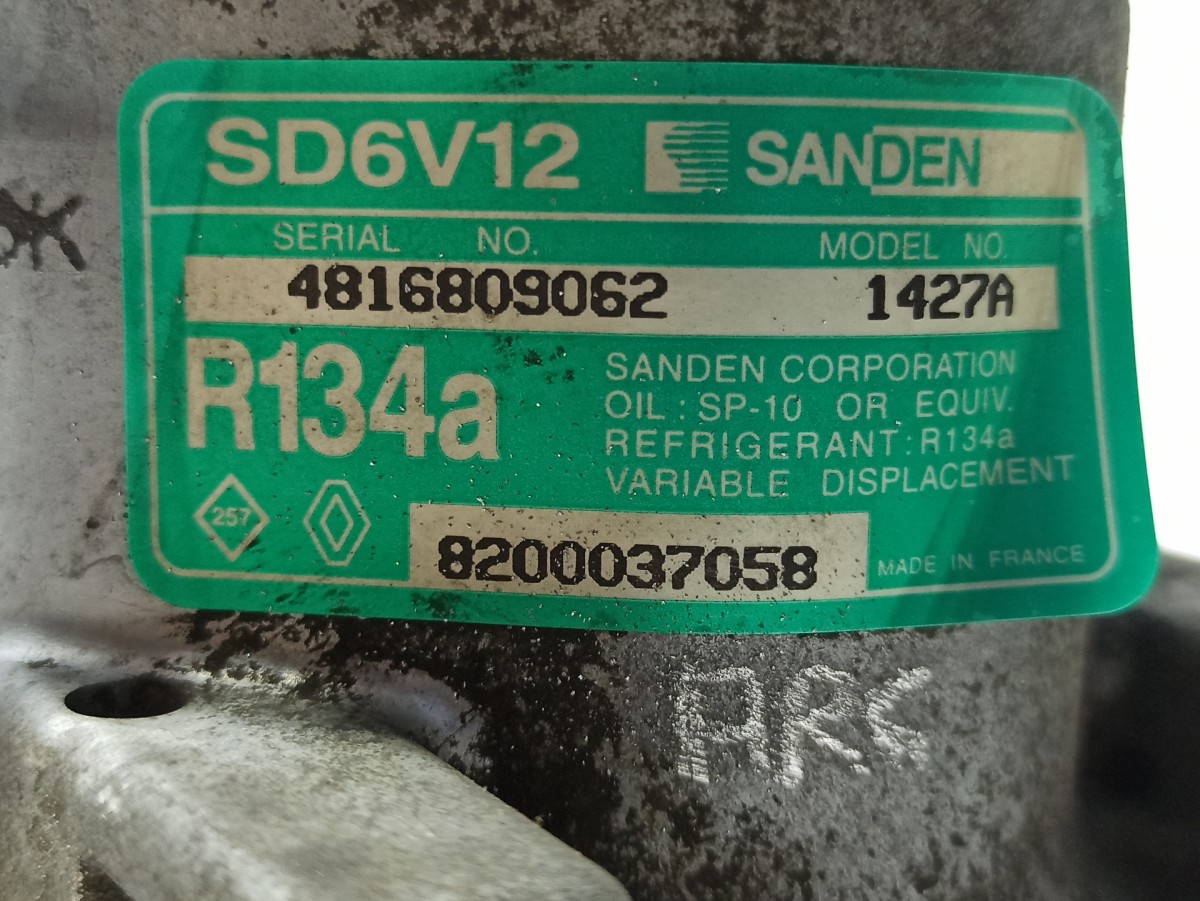 SD6V12 SANDEN
SERIAL NO. MODEL NO.
4816809062 1427A
R134a
SANDEN CORPORATION
OIL : SP-10 OR EQUIV.
REFRIGERANT : R134a
VARIABLE DISPLACEMENT
257
8200037058
MADE IN FRANCE